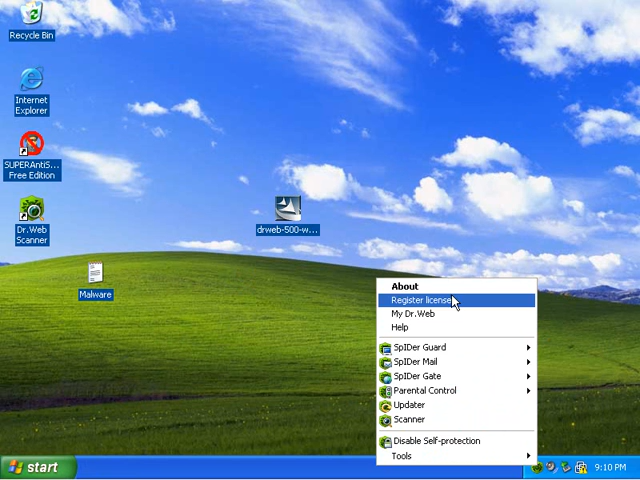 Recycle Bin
Internet
Explorer
SUPERAntiS...
Free Edition
Dr.Web
Scanner
drweb-500-w...
Malware
About
Register license
My Dr.Web
Help
SpIDer Guard
SpIDer Mail
SpIDer Gate
Parental Control
Updater
Scanner
Disable Self-protection
Tools
start
9:10 PM